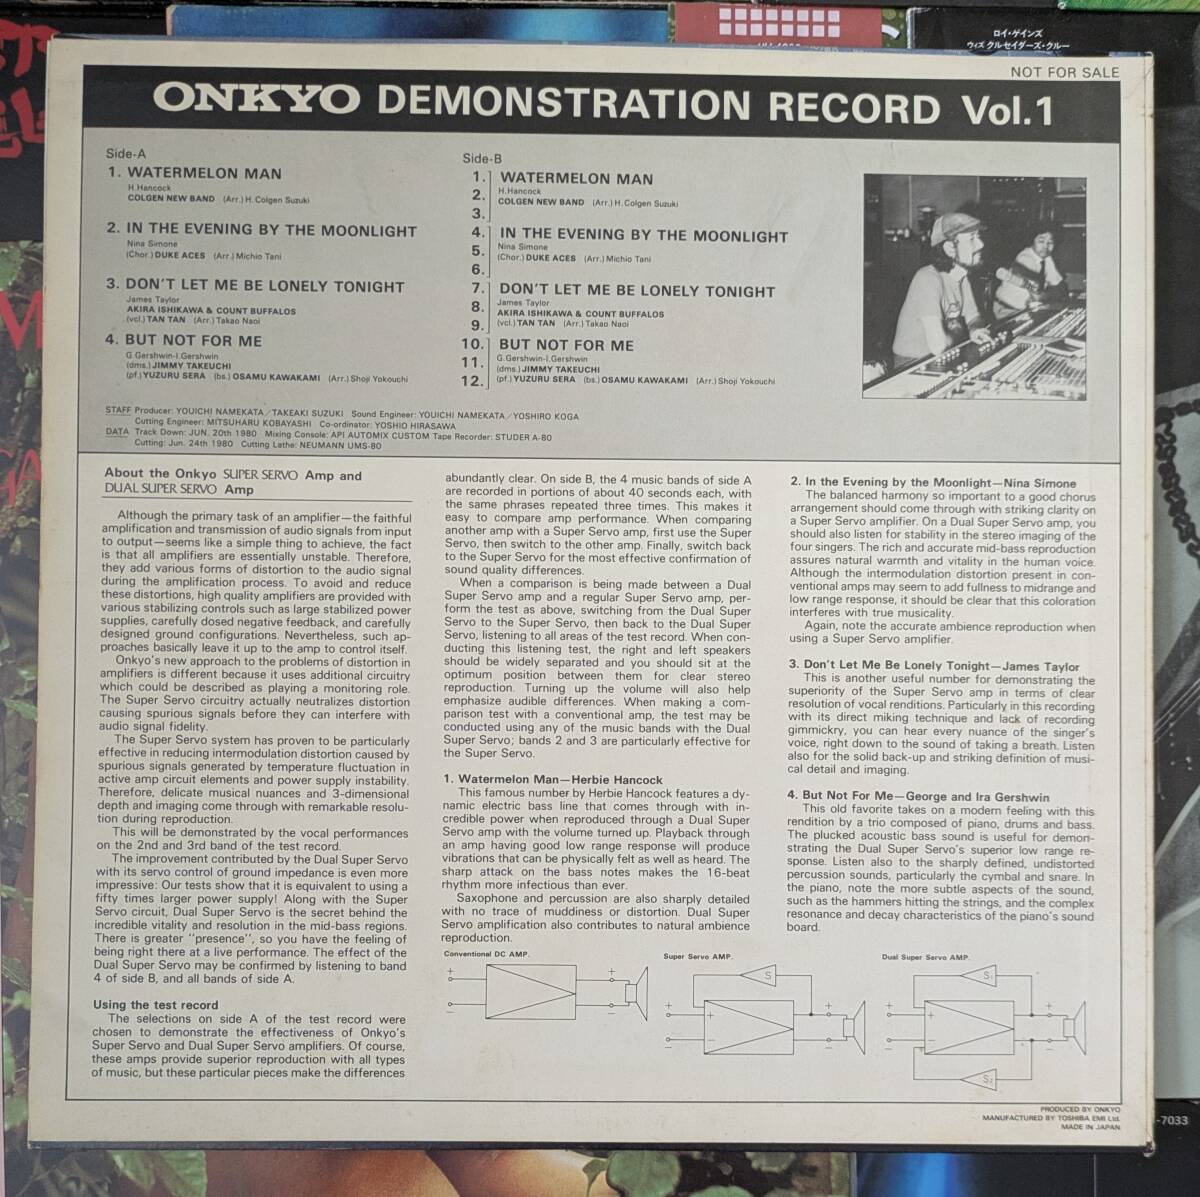 ロイ・ゲインズ
ウィズ クルセイダーズ・クルー
NOT FOR SALE
ONKYO DEMONSTRATION RECORD Vol.1
Side-A
1. WATERMELON MAN
H.Hancock
COLGEN NEW BAND (Arr.) H.Colgen Suzuki
2. IN THE EVENING BY THE MOONLIGHT
Nina Simone
(Chor.) DUKE ACES (Arr.) Michio Tani
3. DON'T LET ME BE LONELY TONIGHT
James Taylor
AKIRA ISHIKAWA & COUNT BUFFALOS
(vcl.) TAN TAN (Arr.) Takao Naoi
4. BUT NOT FOR ME
G.Gershwin-I.Gershwin
(dms.) JIMMY TAKEUCHI
(pf.) YUZURU SERA (bs.) OSAMU KAWAKAMI (Arr.) Shoji Yokouchi
Side-B
1. WATERMELON MAN
2. H.Hancock
COLGEN NEW BAND (Arr.) H.Colgen Suzuki
3.
4. IN THE EVENING BY THE MOONLIGHT
5. Nina Simone
(Chor.) DUKE ACES (Arr.) Michio Tani
6.
7. DON'T LET ME BE LONELY TONIGHT
8. James Taylor
AKIRA ISHIKAWA & COUNT BUFFALOS
9. (vcl.) TAN TAN (Arr.) Takao Naoi
10. BUT NOT FOR ME
G.Gershwin-I.Gershwin
11. (dms.) JIMMY TAKEUCHI
12. (pf.) YUZURU SERA (bs.) OSAMU KAWAKAMI (Arr.) Shoji Yokouchi
STAFF Producer: YOUICHI NAMEKATA/TAKEAKI SUZUKI Sound Engineer: YOUICHI NAMEKATA/YOSHIRO KOGA
Cutting Engineer: MITSUHARU KOBAYASHI Co-ordinator: YOSHIO HIRASAWA
DATA Track Down: JUN. 20th 1980 Mixing Console: API AUTOMIX CUSTOM Tape Recorder: STUDER A-80
Cutting: Jun. 24th 1980 Cutting Lathe: NEUMANN UMS-80
About the Onkyo SUPER SERVO Amp and
DUAL SUPER SERVO Amp
Although the primary task of an amplifier—the faithful
amplification and transmission of audio signals from input
to output—seems like a simple thing to achieve, the fact
is that all amplifiers are essentially unstable. Therefore,
they add various forms of distortion to the audio signal
during the amplification process. To avoid and reduce
these distortions, high quality amplifiers are provided with
various stabilizing controls such as large stabilized power
supplies, carefully dosed negative feedback, and carefully
designed ground configurations. Nevertheless, such ap-
proaches basically leave it up to the amp to control itself.
Onkyo's new approach to the problems of distortion in
amplifiers is different because it uses additional circuitry
which could be described as playing a monitoring role.
The Super Servo circuitry actually neutralizes distortion
causing spurious signals before they can interfere with
audio signal fidelity.
The Super Servo system has proven to be particularly
effective in reducing intermodulation distortion caused by
spurious signals generated by temperature fluctuation in
active amp circuit elements and power supply instability.
Therefore, delicate musical nuances and 3-dimensional
depth and imaging come through with remarkable resolu-
tion during reproduction.
This will be demonstrated by the vocal performances
on the 2nd and 3rd band of the test record.
The improvement contributed by the Dual Super Servo
with its servo control of ground impedance is even more
impressive: Our tests show that it is equivalent to using a
fifty times larger power supply! Along with the Super
Servo circuit, Dual Super Servo is the secret behind the
incredible vitality and resolution in the mid-bass regions.
There is greater "presence", so you have the feeling of
being right there at a live performance. The effect of the
Dual Super Servo may be confirmed by listening to band
4 of side B, and all bands of side A.
Using the test record
The selections on side A of the test record were
chosen to demonstrate the effectiveness of Onkyo's
Super Servo and Dual Super Servo amplifiers. Of course,
these amps provide superior reproduction with all types
of music, but these particular pieces make the differences
abundantly clear. On side B, the 4 music bands of side A
are recorded in portions of about 40 seconds each, with
the same phrases repeated three times. This makes it
easy to compare amp performance. When comparing
another amp with a Super Servo amp, first use the Super
Servo, then switch to the other amp. Finally, switch back
to the Super Servo for the most effective confirmation of
sound quality differences.
When a comparison is being made between a Dual
Super Servo amp and a regular Super Servo amp, per-
form the test as above, switching from the Dual Super
Servo to the Super Servo, then back to the Dual Super
Servo, listening to all areas of the test record. When con-
ducting this listening test, the right and left speakers
should be widely separated and you should sit at the
optimum position between them for clear stereo
reproduction. Turning up the volume will also help
emphasize audible differences. When making a com-
parison test with a conventional amp, the test may be
conducted using any of the music bands with the Dual
Super Servo; bands 2 and 3 are particularly effective for
the Super Servo.
1. Watermelon Man—Herbie Hancock
This famous number by Herbie Hancock features a dy-
namic electric bass line that comes through with in-
credible power when reproduced through a Dual Super
Servo amp with the volume turned up. Playback through
an amp having good low range response will produce
vibrations that can be physically felt as well as heard. The
sharp attack on the bass notes makes the 16-beat
rhythm more infectious than ever.
Saxophone and percussion are also sharply detailed
with no trace of muddiness or distortion. Dual Super
Servo amplification also contributes to natural ambience
reproduction.
2. In the Evening by the Moonlight—Nina Simone
The balanced harmony so important to a good chorus
arrangement should come through with striking clarity on
a Super Servo amplifier. On a Dual Super Servo amp, you
should also listen for stability in the stereo imaging of the
four singers. The rich and accurate mid-bass reproduction
assures natural warmth and vitality in the human voice.
Although the intermodulation distortion present in con-
ventional amps may seem to add fullness to midrange and
low range response, it should be clear that this coloration
interferes with true musicality.
Again, note the accurate ambience reproduction when
using a Super Servo amplifier.
3. Don't Let Me Be Lonely Tonight—James Taylor
This is another useful number for demonstrating the
superiority of the Super Servo amp in terms of clear
resolution of vocal renditions. Particularly in this recording
with its direct miking technique and lack of recording
gimmickry, you can hear every nuance of the singer's
voice, right down to the sound of taking a breath. Listen
also for the solid back-up and striking definition of musi-
cal detail and imaging.
4. But Not For Me—George and Ira Gershwin
This old favorite takes on a modern feeling with this
rendition by a trio composed of piano, drums and bass.
The plucked acoustic bass sound is useful for demon-
strating the Dual Super Servo's superior low range re-
sponse. Listen also to the sharply defined, undistorted
percussion sounds, particularly the cymbal and snare. In
the piano, note the more subtle aspects of the sound,
such as the hammers hitting the strings, and the complex
resonance and decay characteristics of the piano's sound
board.
Conventional DC AMP.
Super Servo AMP.
S
Dual Super Servo AMP.
S₁
S₂
PRODUCED BY ONKYO
MANUFACTURED BY TOSHIBA EMI Ltd.
MADE IN JAPAN
-7033